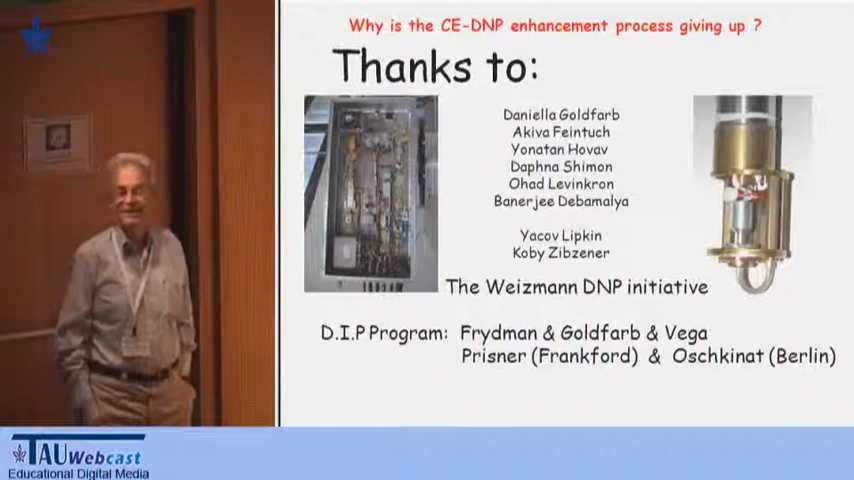 Why is the CE-DNP enhancement process giving up ?
Thanks to:
Daniella Goldfarb
Akiva Feintuch
Yonatan Hovav
Daphna Shimon
Ohad Levinkron
Banerjee Debamalya
Yacov Lipkin
Koby Zibzener
The Weizmann DNP initiative
D.I.P Program: Frydman & Goldfarb & Vega
Prisner (Frankford) & Oschkinat (Berlin)
TAU Webcast
Educational Digital Media